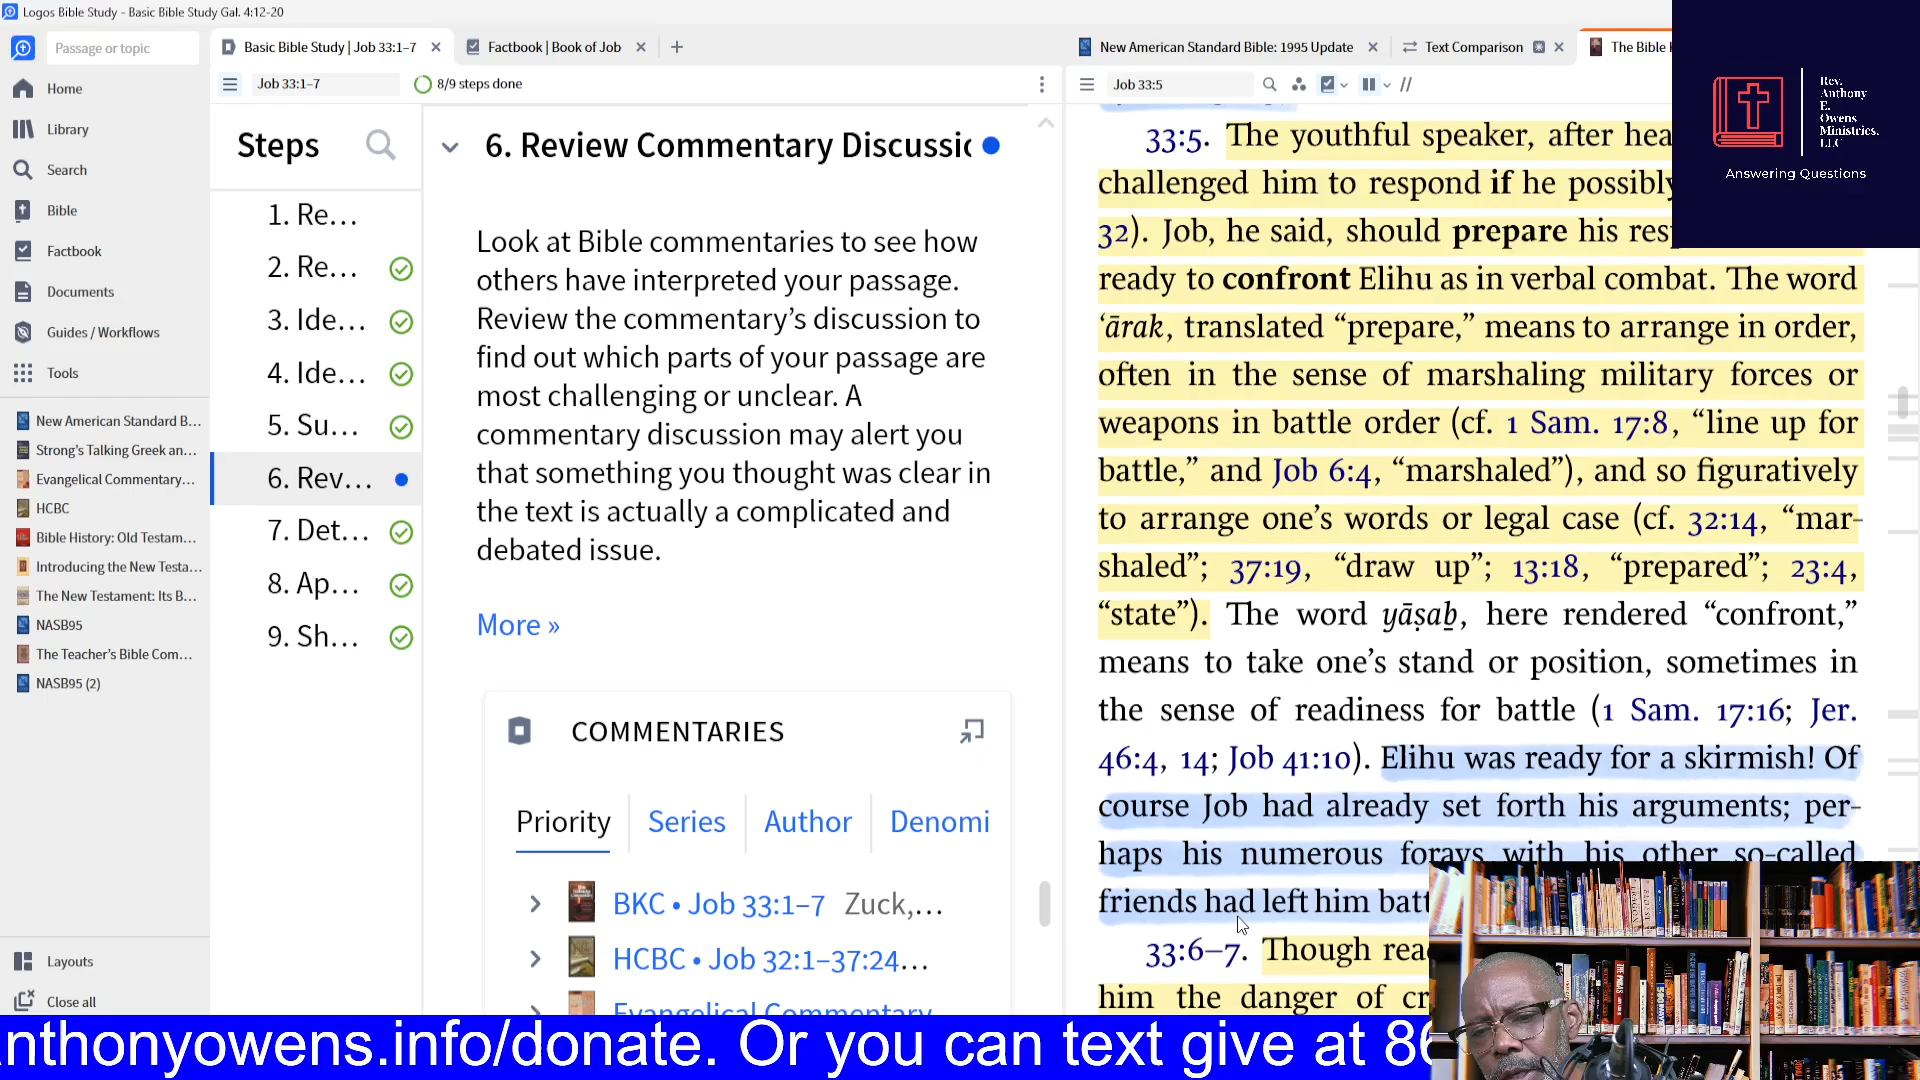 Logos Bible Study - Basic Bible Study Gal. 4:12-20
Passage or topic
Home
Library
Search
Bible
Factbook
Documents
Guides / Workflows
Tools
New American Standard B...
Strong's Talking Greek an...
Evangelical Commentary...
HCBC
Bible History: Old Testam...
Introducing the New Testa...
The New Testament: Its B...
NASB95
The Teacher's Bible Com...
NASB95 (2)
Layouts
Close all
Basic Bible Study | Job 33:1–7
Factbook | Book of Job
Job 33:1–7
8/9 steps done
Steps
1. Re...
2. Re...
3. Ide...
4. Ide...
5. Su...
6. Rev...
7. Det...
8. Ap...
9. Sh...
6. Review Commentary Discussic
Look at Bible commentaries to see how
others have interpreted your passage.
Review the commentary's discussion to
find out which parts of your passage are
most challenging or unclear. A
commentary discussion may alert you
that something you thought was clear in
the text is actually a complicated and
debated issue.
More »
COMMENTARIES
Priority
Series
Author
Denomi
BKC • Job 33:1–7 Zuck,...
HCBC • Job 32:1–37:24...
Evangelical Commentary
New American Standard Bible: 1995 Update
Text Comparison
The Bible
Job 33:5
33:5. The youthful speaker, after hea
challenged him to respond if he possibly
32). Job, he said, should prepare his res
ready to confront Elihu as in verbal combat. The word
‘ārak, translated “prepare,” means to arrange in order,
often in the sense of marshaling military forces or
weapons in battle order (cf. 1 Sam. 17:8, “line up for
battle,” and Job 6:4, “marshaled”), and so figuratively
to arrange one’s words or legal case (cf. 32:14, “mar-
shaled”; 37:19, “draw up”; 13:18, “prepared”; 23:4,
“state”). The word yāṣaḇ, here rendered “confront,”
means to take one’s stand or position, sometimes in
the sense of readiness for battle (1 Sam. 17:16; Jer.
46:4, 14; Job 41:10). Elihu was ready for a skirmish! Of
course Job had already set forth his arguments; per-
haps his numerous forays with his other so-called
friends had left him batt
33:6–7. Though rea
him the danger of cr
Rev.
Anthony
E.
Owens
Ministries,
LLC
Answering Questions
nthonyowens.info/donate. Or you can text give at 86